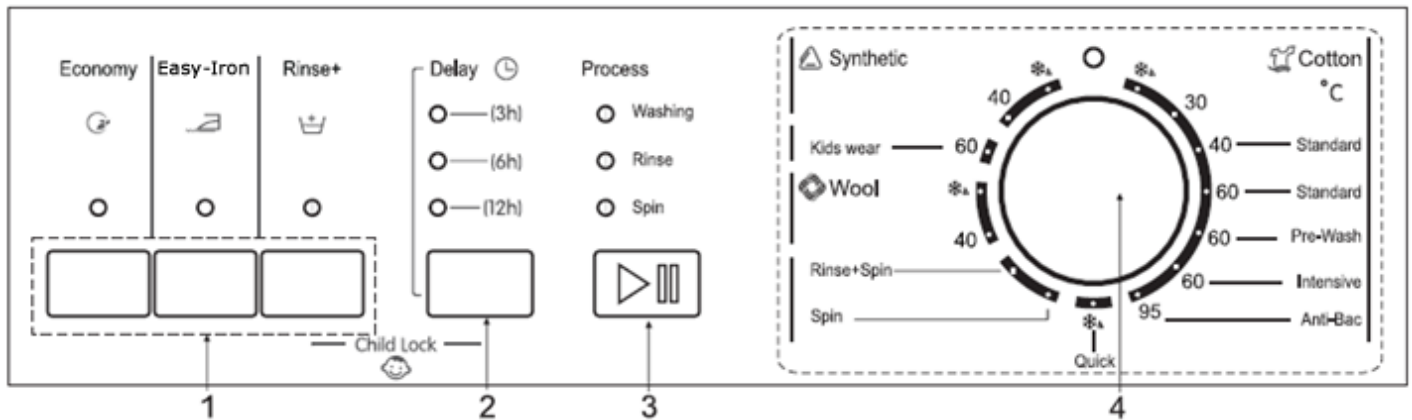 Economy
Easy-Iron
Rinse+
Delay
(3h)
(6h)
(12h)
Child Lock
Process
Washing
Rinse
Spin
Synthetic
40
Kids wear
60
Wool
40
Rinse+Spin
Spin
Quick
Cotton
°C
30
40 Standard
60 Standard
60 Pre-Wash
60 Intensive
95 Anti-Bac
1 2 3 4